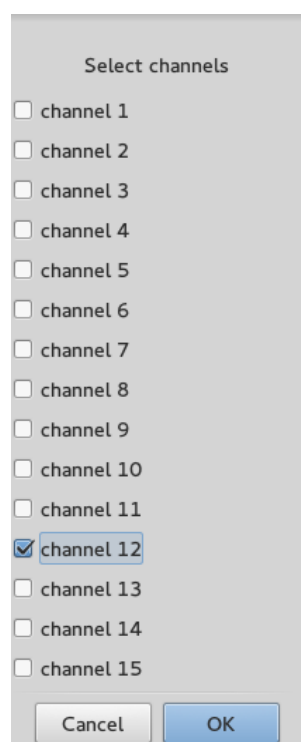 Select channels
channel 1
channel 2
channel 3
channel 4
channel 5
channel 6
channel 7
channel 8
channel 9
channel 10
channel 11
channel 12
channel 13
channel 14
channel 15
Cancel OK